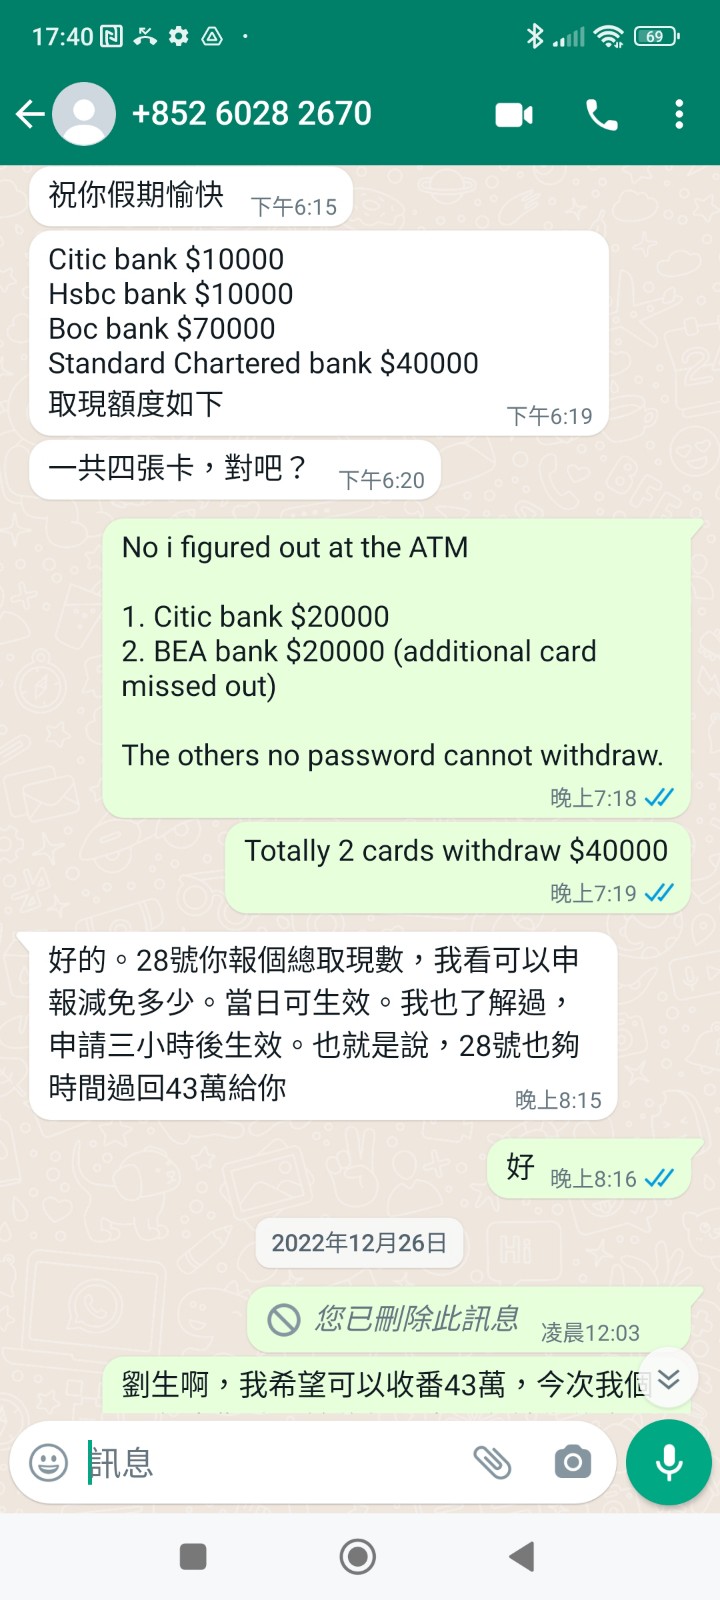 17:40
69
+852 6028 2670
祝你假期愉快
下午6:15
Citic bank $10000
Hsbc bank $10000
Boc bank $70000
Standard Chartered bank $40000
取現額度如下
下午6:19
一共四張卡，對吧？
下午6:20
No i figured out at the ATM
1. Citic bank $20000
2. BEA bank $20000 (additional card
missed out)
The others no password cannot withdraw.
晚上7:18
Totally 2 cards withdraw $40000
晚上7:19
好的。28號你報個總取現數，我看可以申
報減免多少。當日可生效。我也了解過，
申請三小時後生效。也就是說，28號也夠
時間過回43萬給你
晚上8:15
好
晚上8:16
2022年12月26日
您已刪除此訊息
凌晨12:03
劉生啊，我希望可以收番43萬，今次我個
訊息